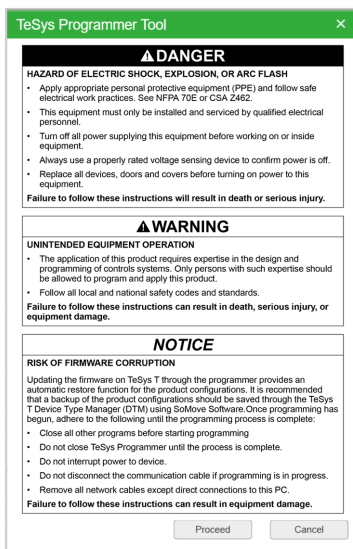 TeSys Programmer Tool ×
⚠DANGER
HAZARD OF ELECTRIC SHOCK, EXPLOSION, OR ARC FLASH
• Apply appropriate personal protective equipment (PPE) and follow safe
electrical work practices. See NFPA 70E or CSA Z462.
• This equipment must only be installed and serviced by qualified electrical
personnel.
• Turn off all power supplying this equipment before working on or inside
equipment.
• Always use a properly rated voltage sensing device to confirm power is off.
• Replace all devices, doors and covers before turning on power to this
equipment.
Failure to follow these instructions will result in death or serious injury.
⚠WARNING
UNINTENDED EQUIPMENT OPERATION
• The application of this product requires expertise in the design and
programming of controls systems. Only persons with such expertise should
be allowed to program and apply this product.
• Follow all local and national safety codes and standards.
Failure to follow these instructions can result in death, serious injury, or
equipment damage.
NOTICE
RISK OF FIRMWARE CORRUPTION
Updating the firmware on TeSys T through the programmer provides an
automatic restore function for the product configurations. It is recommended
that a backup of the product configurations should be saved through the TeSys
T Device Type Manager (DTM) using SoMove Software.Once programming has
begun, adhere to the following until the programming process is complete:
• Close all other programs before starting programming
• Do not close TeSys Programmer until the process is complete.
• Do not interrupt power to device.
• Do not disconnect the communication cable if programming is in progress.
• Remove all network cables except direct connections to this PC.
Failure to follow these instructions can result in equipment damage.
Proceed Cancel